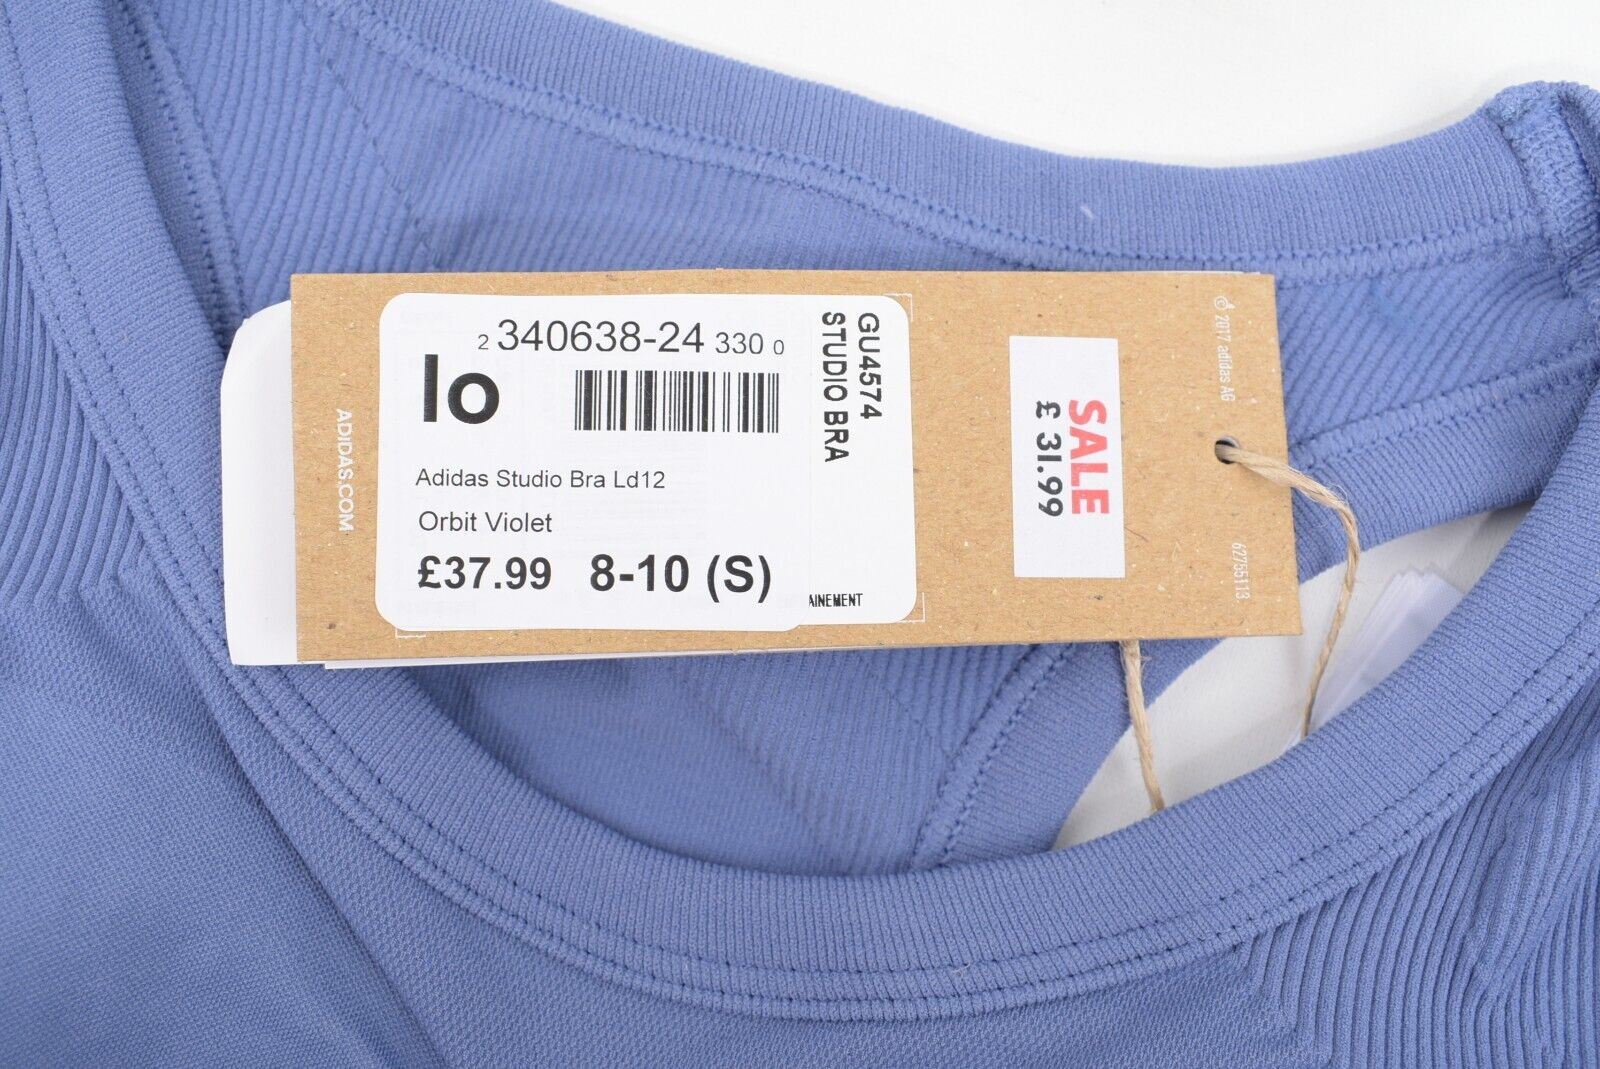 2 340638-24 330 0
lo
Adidas Studio Bra Ld12
Orbit Violet
£37.99 8-10 (S)
GU4574
STUDIO BRA
AINEMENT
ADIDAS.COM
SALE
£ 31.99
© 2017 adidas AG
62755113